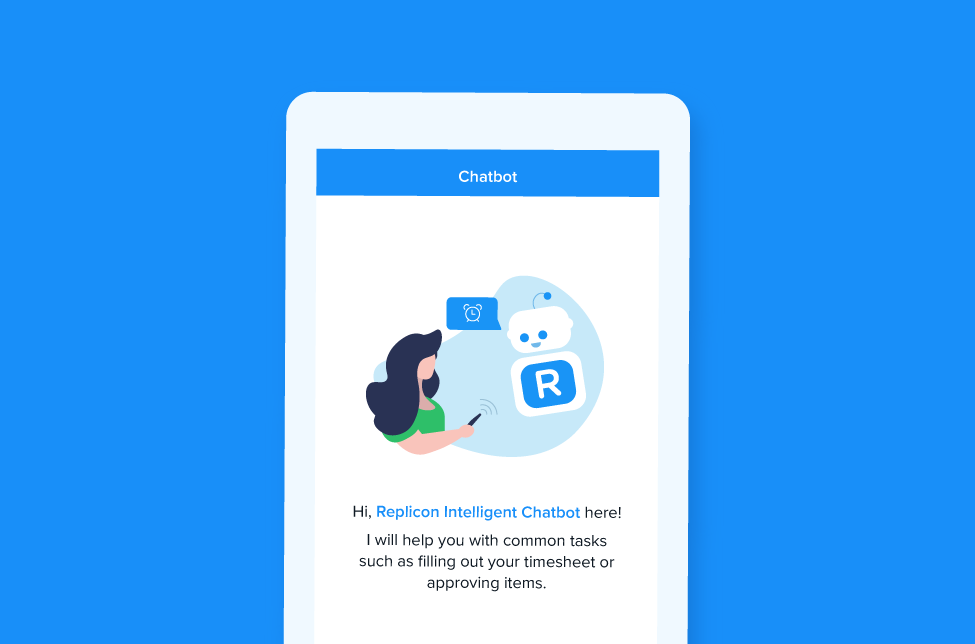 Chatbot
R
Hi, Replicon Intelligent Chatbot here!
I will help you with common tasks
such as filling out your timesheet or
approving items.